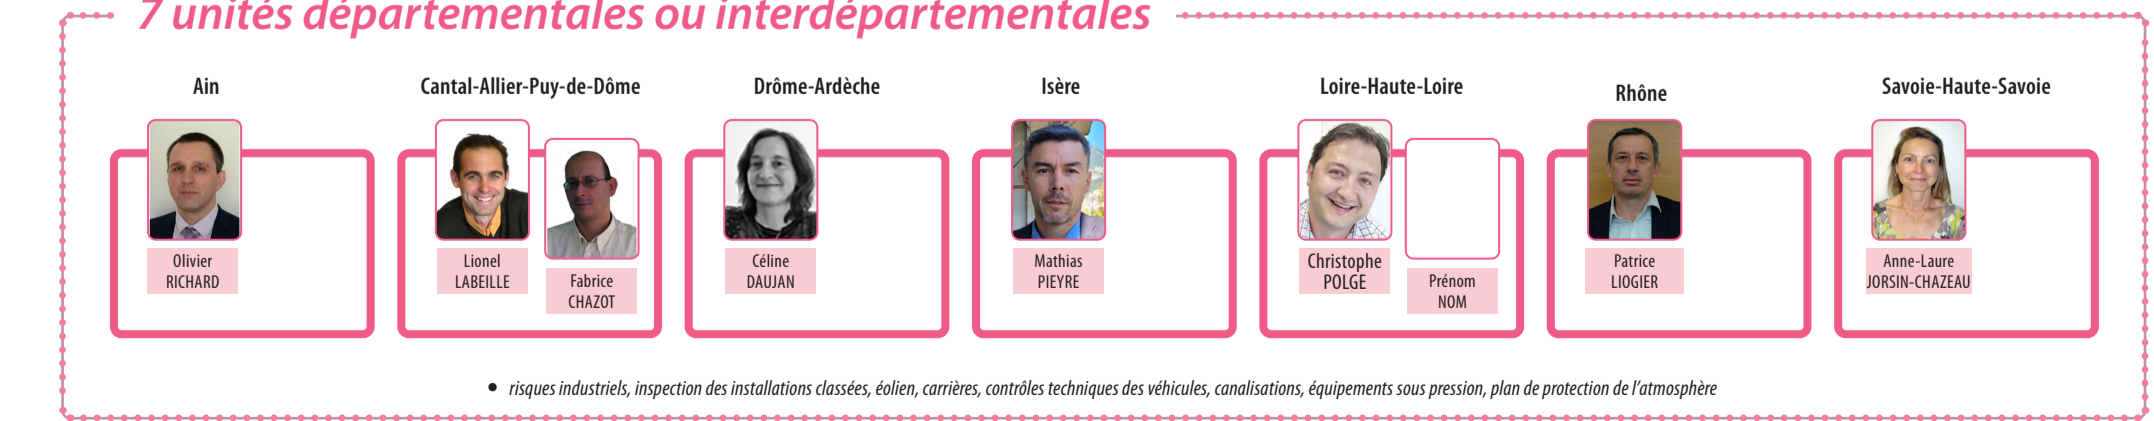 7 unités départementales ou interdépartementales
Ain
Olivier
RICHARD
Cantal-Allier-Puy-de-Dôme
Lionel
LABEILLE
Fabrice
CHAZOT
Drôme-Ardèche
Céline
DAUJAN
Isère
Mathias
PIEYRE
Loire-Haute-Loire
Christophe
POLGE
Prénom
NOM
Rhône
Patrice
LIOGIER
Savoie-Haute-Savoie
Anne-Laure
JORSIN-CHAZEAU
• risques industriels, inspection des installations classées, éolien, carrières, contrôles techniques des véhicules, canalisations, équipements sous pression, plan de protection de l’atmosphère